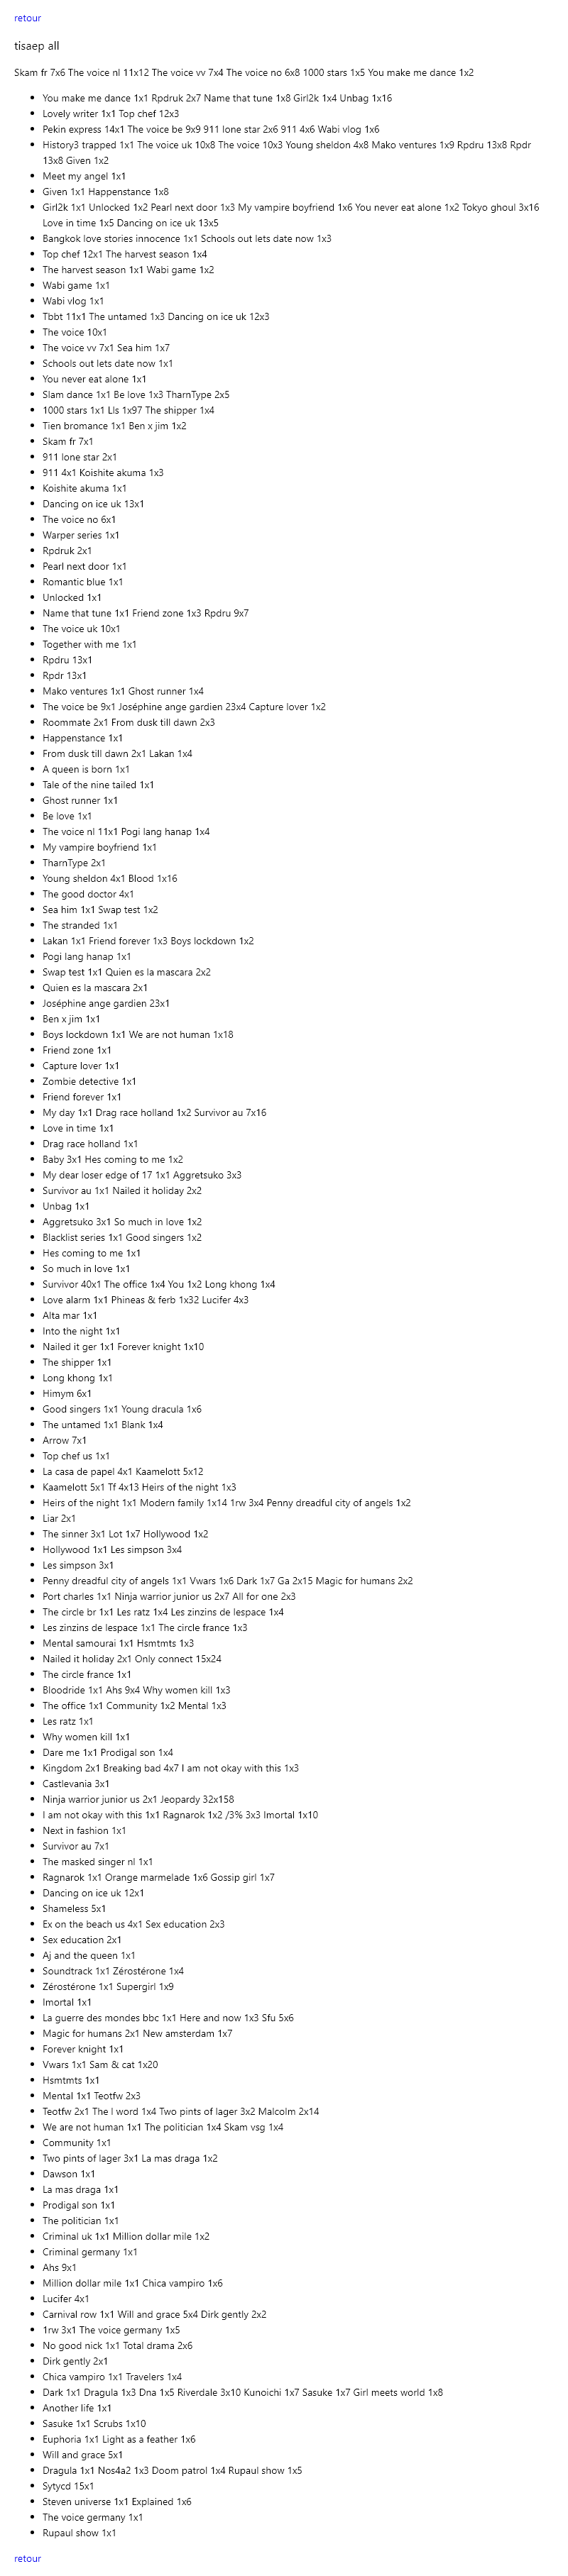 retour
tisaep all
Skam fr 7x6 The voice nl 11x12 The voice vv 7x4 The voice no 6x8 1000 stars 1x5 You make me dance 1x2
You make me dance 1x1 Rpdruk 2x7 Name that tune 1x8 Girl2k 1x4 Unbag 1x16
Lovely writer 1x1 Top chef 12x3
Pekin express 14x1 The voice be 9x9 911 lone star 2x6 911 4x6 Wabi vlog 1x6
History3 trapped 1x1 The voice uk 10x8 The voice 10x3 Young sheldon 4x8 Mako ventures 1x9 Rpdru 13x8 Rpdr
13x8 Given 1x2
Meet my angel 1x1
Given 1x1 Happenstance 1x8
Girl2k 1x1 Unlocked 1x2 Pearl next door 1x3 My vampire boyfriend 1x6 You never eat alone 1x2 Tokyo ghoul 3x16
Love in time 1x5 Dancing on ice uk 13x5
Bangkok love stories innocence 1x1 Schools out lets date now 1x3
Top chef 12x1 The harvest season 1x4
The harvest season 1x1 Wabi game 1x2
Wabi game 1x1
Wabi vlog 1x1
Tbbt 11x1 The untamed 1x3 Dancing on ice uk 12x3
The voice 10x1
The voice vv 7x1 Sea him 1x7
Schools out lets date now 1x1
You never eat alone 1x1
Slam dance 1x1 Be love 1x3 TharnType 2x5
1000 stars 1x1 Lls 1x97 The shipper 1x4
Tien bromance 1x1 Ben x jim 1x2
Skam fr 7x1
911 lone star 2x1
911 4x1 Koishite akuma 1x3
Koishite akuma 1x1
Dancing on ice uk 13x1
The voice no 6x1
Warper series 1x1
Rpdruk 2x1
Pearl next door 1x1
Romantic blue 1x1
Unlocked 1x1
Name that tune 1x1 Friend zone 1x3 Rpdru 9x7
The voice uk 10x1
Together with me 1x1
Rpdru 13x1
Rpdr 13x1
Mako ventures 1x1 Ghost runner 1x4
The voice be 9x1 Joséphine ange gardien 23x4 Capture lover 1x2
Roommate 2x1 From dusk till dawn 2x3
Happenstance 1x1
From dusk till dawn 2x1 Lakan 1x4
A queen is born 1x1
Tale of the nine tailed 1x1
Ghost runner 1x1
Be love 1x1
The voice nl 11x1 Pogi lang hanap 1x4
My vampire boyfriend 1x1
TharnType 2x1
Young sheldon 4x1 Blood 1x16
The good doctor 4x1
Sea him 1x1 Swap test 1x2
The stranded 1x1
Lakan 1x1 Friend forever 1x3 Boys lockdown 1x2
Pogi lang hanap 1x1
Swap test 1x1 Quien es la mascara 2x2
Quien es la mascara 2x1
Joséphine ange gardien 23x1
Ben x jim 1x1
Boys lockdown 1x1 We are not human 1x18
Friend zone 1x1
Capture lover 1x1
Zombie detective 1x1
Friend forever 1x1
My day 1x1 Drag race holland 1x2 Survivor au 7x16
Love in time 1x1
Drag race holland 1x1
Baby 3x1 Hes coming to me 1x2
My dear loser edge of 17 1x1 Aggretsuko 3x3
Survivor au 1x1 Nailed it holiday 2x2
Unbag 1x1
Aggretsuko 3x1 So much in love 1x2
Blacklist series 1x1 Good singers 1x2
Hes coming to me 1x1
So much in love 1x1
Survivor 40x1 The office 1x4 You 1x2 Long khong 1x4
Love alarm 1x1 Phineas & ferb 1x32 Lucifer 4x3
Alta mar 1x1
Into the night 1x1
Nailed it ger 1x1 Forever knight 1x10
The shipper 1x1
Long khong 1x1
Himym 6x1
Good singers 1x1 Young dracula 1x6
The untamed 1x1 Blank 1x4
Arrow 7x1
Top chef us 1x1
La casa de papel 4x1 Kaamelott 5x12
Kaamelott 5x1 Tf 4x13 Heirs of the night 1x3
Heirs of the night 1x1 Modern family 1x14 1rw 3x4 Penny dreadful city of angels 1x2
Liar 2x1
The sinner 3x1 Lot 1x7 Hollywood 1x2
Hollywood 1x1 Les simpson 3x4
Les simpson 3x1
Penny dreadful city of angels 1x1 Vwars 1x6 Dark 1x7 Ga 2x15 Magic for humans 2x2
Port charles 1x1 Ninja warrior junior us 2x7 All for one 2x3
The circle br 1x1 Les ratz 1x4 Les zinzins de lespace 1x4
Les zinzins de lespace 1x1 The circle france 1x3
Mental samourai 1x1 Hsmtmts 1x3
Nailed it holiday 2x1 Only connect 15x24
The circle france 1x1
Bloodride 1x1 Ahs 9x4 Why women kill 1x3
The office 1x1 Community 1x2 Mental 1x3
Les ratz 1x1
Why women kill 1x1
Dare me 1x1 Prodigal son 1x4
Kingdom 2x1 Breaking bad 4x7 I am not okay with this 1x3
Castlevania 3x1
Ninja warrior junior us 2x1 Jeopardy 32x158
I am not okay with this 1x1 Ragnarok 1x2 /3% 3x3 Imortal 1x10
Next in fashion 1x1
Survivor au 7x1
The masked singer nl 1x1
Ragnarok 1x1 Orange marmelade 1x6 Gossip girl 1x7
Dancing on ice uk 12x1
Shameless 5x1
Ex on the beach us 4x1 Sex education 2x3
Sex education 2x1
Aj and the queen 1x1
Soundtrack 1x1 Zérostérone 1x4
Zérostérone 1x1 Supergirl 1x9
Imortal 1x1
La guerre des mondes bbc 1x1 Here and now 1x3 Sfu 5x6
Magic for humans 2x1 New amsterdam 1x7
Forever knight 1x1
Vwars 1x1 Sam & cat 1x20
Hsmtmts 1x1
Mental 1x1 Teotfw 2x3
Teotfw 2x1 The l word 1x4 Two pints of lager 3x2 Malcolm 2x14
We are not human 1x1 The politician 1x4 Skam vsg 1x4
Community 1x1
Two pints of lager 3x1 La mas draga 1x2
Dawson 1x1
La mas draga 1x1
Prodigal son 1x1
The politician 1x1
Criminal uk 1x1 Million dollar mile 1x2
Criminal germany 1x1
Ahs 9x1
Million dollar mile 1x1 Chica vampiro 1x6
Lucifer 4x1
Carnival row 1x1 Will and grace 5x4 Dirk gently 2x2
1rw 3x1 The voice germany 1x5
No good nick 1x1 Total drama 2x6
Dirk gently 2x1
Chica vampiro 1x1 Travelers 1x4
Dark 1x1 Dragula 1x3 Dna 1x5 Riverdale 3x10 Kunoichi 1x7 Sasuke 1x7 Girl meets world 1x8
Another life 1x1
Sasuke 1x1 Scrubs 1x10
Euphoria 1x1 Light as a feather 1x6
Will and grace 5x1
Dragula 1x1 Nos4a2 1x3 Doom patrol 1x4 Rupaul show 1x5
Sytycd 15x1
Steven universe 1x1 Explained 1x6
The voice germany 1x1
Rupaul show 1x1
retour